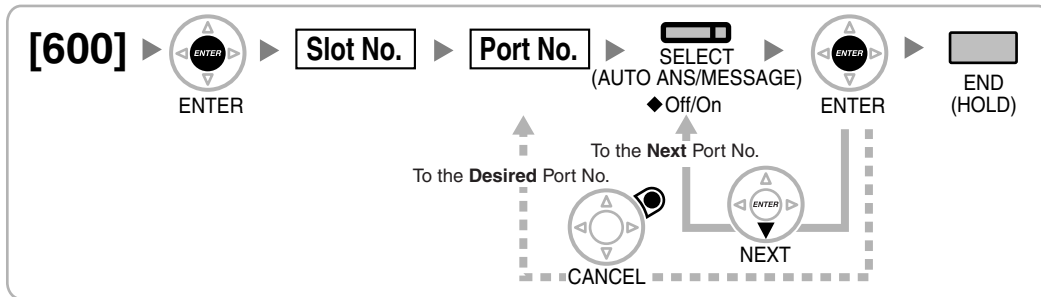 [600] ENTER Slot No. Port No. ENTER
SELECT
(AUTO ANS/MESSAGE)
◆Off/On
ENTER
ENTER
END
(HOLD)
To the Next Port No.
To the Desired Port No.
ENTER
NEXT
CANCEL